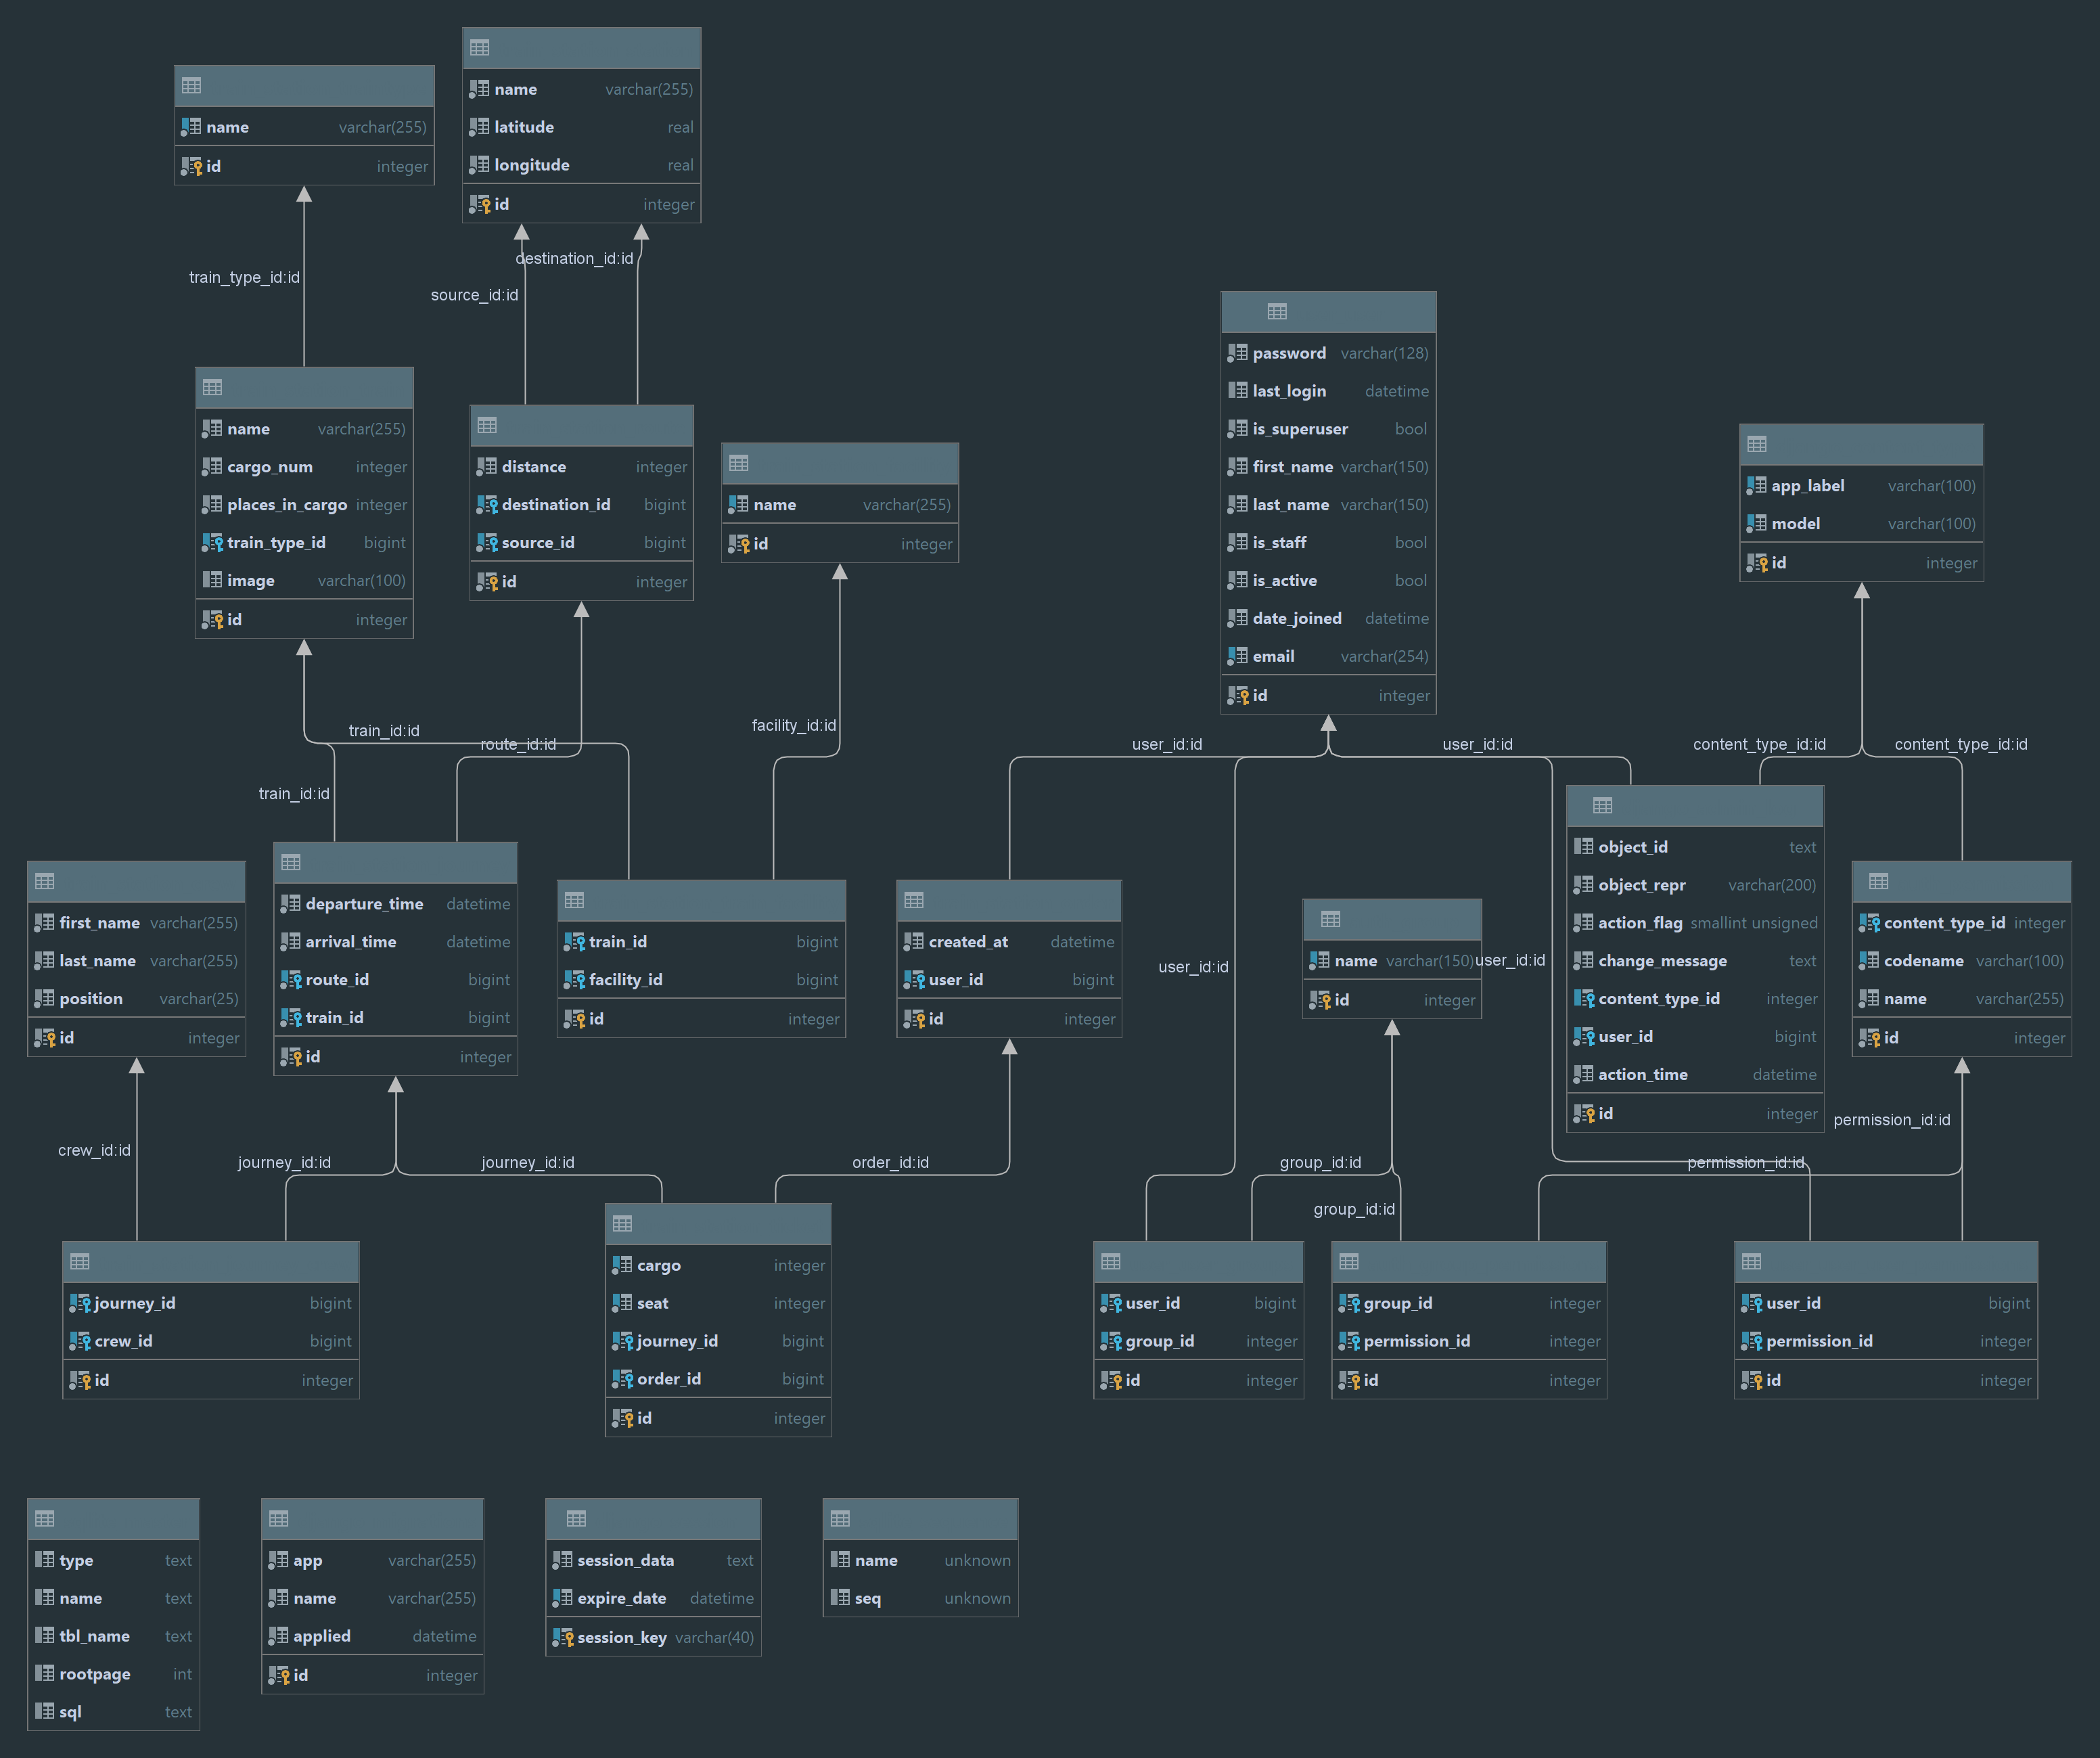 name varchar(255)
id integer
name varchar(255)
latitude real
longitude real
id integer
train_type_id:id
source_id:id
destination_id:id
name varchar(255)
cargo_num integer
places_in_cargo integer
train_type_id bigint
image varchar(100)
id integer
distance integer
destination_id bigint
source_id bigint
id integer
name varchar(255)
id integer
password varchar(128)
last_login datetime
is_superuser bool
first_name varchar(150)
last_name varchar(150)
is_staff bool
is_active bool
date_joined datetime
email varchar(254)
id integer
app_label varchar(100)
model varchar(100)
id integer
train_id:id
route_id:id
facility_id:id
train_id:id
user_id:id
user_id:id
content_type_id:id
content_type_id:id
first_name varchar(255)
last_name varchar(255)
position varchar(25)
id integer
departure_time datetime
arrival_time datetime
route_id bigint
train_id bigint
id integer
train_id bigint
facility_id bigint
id integer
created_at datetime
user_id bigint
id integer
user_id:id
name varchar(150)
id integer
user_id:id
object_id text
object_repr varchar(200)
action_flag smallint unsigned
change_message text
content_type_id integer
user_id bigint
action_time datetime
id integer
content_type_id integer
codename varchar(100)
name varchar(255)
id integer
crew_id:id
journey_id:id
journey_id:id
order_id:id
group_id:id
group_id:id
permission_id:id
permission_id:id
journey_id bigint
crew_id bigint
id integer
cargo integer
seat integer
journey_id bigint
order_id bigint
id integer
user_id bigint
group_id integer
id integer
group_id integer
permission_id integer
id integer
user_id bigint
permission_id integer
id integer
type text
name text
tbl_name text
rootpage int
sql text
app varchar(255)
name varchar(255)
applied datetime
id integer
session_data text
expire_date datetime
session_key varchar(40)
name unknown
seq unknown